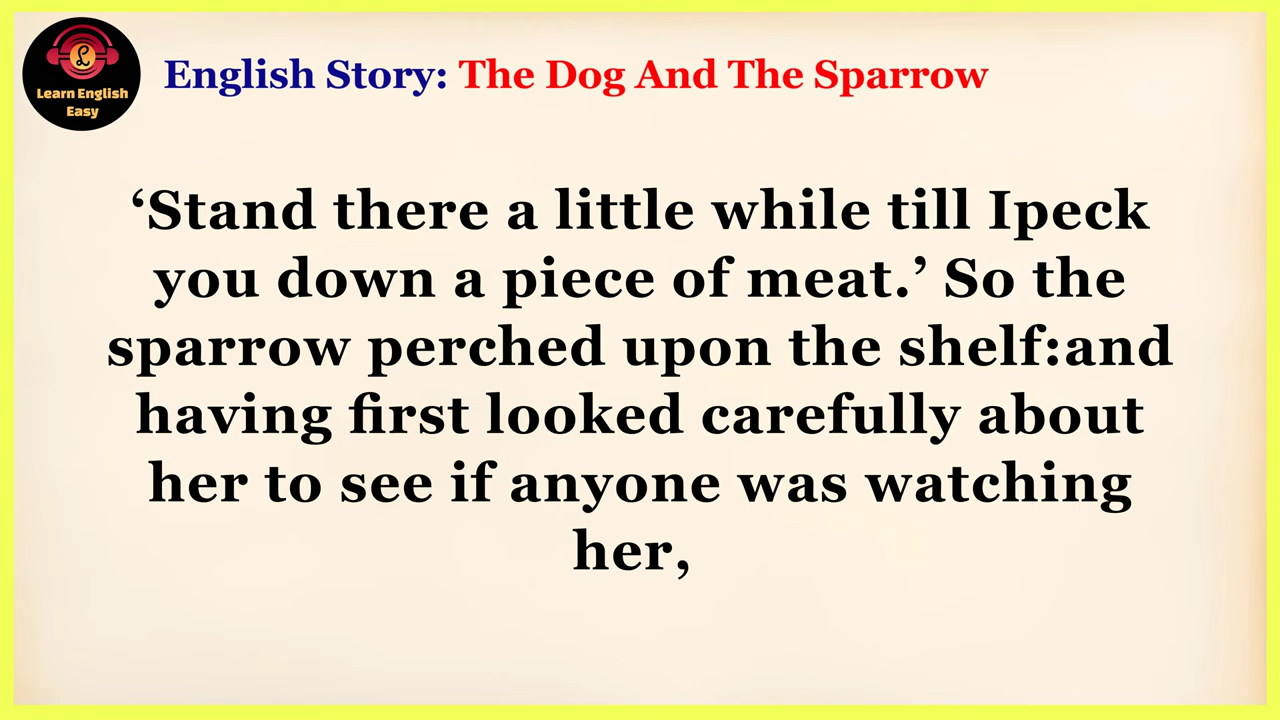 Learn English
Easy
English Story: The Dog And The Sparrow
‘Stand there a little while till Ipeck
you down a piece of meat.’ So the
sparrow perched upon the shelf:and
having first looked carefully about
her to see if anyone was watching
her,